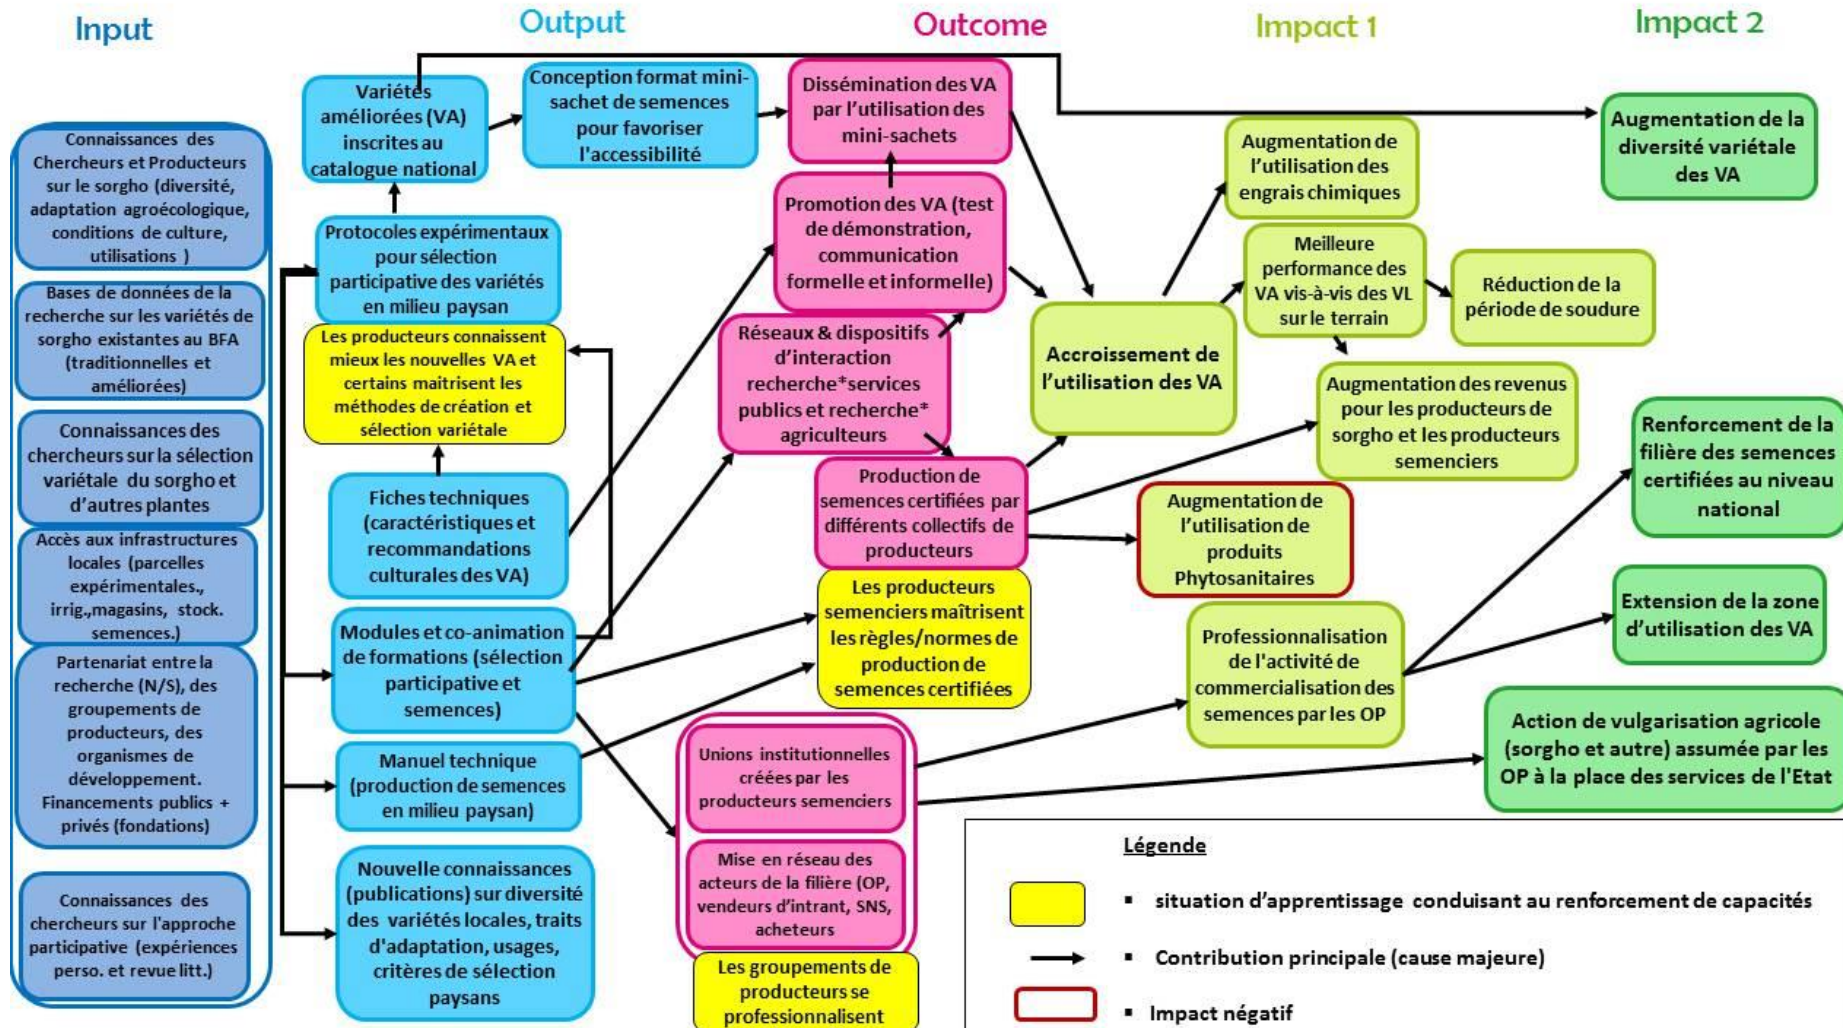 Input
Output
Outcome
Impact 1
Impact 2
Connaissances des
Chercheurs et Producteurs
sur le sorgho (diversité,
adaptation agroécologique,
conditions de culture,
utilisations )
Bases de données de la
recherche sur les variétés de
sorgho existantes au BFA
(traditionnelles et
améliorées)
Connaissances des
chercheurs sur la sélection
variétale du sorgho et
d'autres plantes
Accès aux infrastructures
locales (parcelles
expérimentales.,
irrig.,magasins, stock.
semences.)
Partenariat entre la
recherche (N/S), des
groupements de
producteurs, des
organismes de
développement.
Financements publics +
privés (fondations)
Connaissances des
chercheurs sur l'approche
participative (expériences
perso. et revue litt.)
Variétés
améliorées (VA)
inscrites au
catalogue national
Conception format mini-
sachet de semences
pour favoriser
l'accessibilité
Protocoles expérimentaux
pour sélection
participative des variétés
en milieu paysan
Les producteurs connaissent
mieux les nouvelles VA et
certains maitrisent les
méthodes de création et
sélection variétale
Fiches techniques
(caractéristiques et
recommandations
culturales des VA)
Modules et co-animation
de formations (sélection
participative et
semences)
Manuel technique
(production de semences
en milieu paysan)
Nouvelle connaissances
(publications) sur diversité
des variétés locales, traits
d'adaptation, usages,
critères de sélection
paysans
Dissémination des VA
par l'utilisation des
mini-sachets
Promotion des VA (test
de démonstration,
communication
formelle et informelle)
Réseaux & dispositifs
d'interaction
recherche*services
publics et recherche*
agriculteurs
Production de
semences certifiées par
différents collectifs de
producteurs
Les producteurs
semenciers maîtrisent
les règles/normes de
production de
semences certifiées
Unions institutionnelles
créées par les
producteurs semenciers
Mise en réseau des
acteurs de la filière (OP,
vendeurs d'intrant, SNS,
acheteurs
Les groupements de
producteurs se
professionnalisent
Accroissement de
l'utilisation des VA
Augmentation de
l'utilisation des
engrais chimiques
Meilleure
performance des
VA vis-à-vis des VL
sur le terrain
Réduction de la
période de soudure
Augmentation des revenus
pour les producteurs de
sorgho et les producteurs
semenciers
Augmentation de
l'utilisation de
produits
Phytosanitaires
Professionnalisation
de l'activité de
commercialisation des
semences par les OP
Augmentation de la
diversité variétale
des VA
Renforcement de la
filière des semences
certifiées au niveau
national
Extension de la zone
d'utilisation des VA
Action de vulgarisation agricole
(sorgho et autre) assumée par les
OP à la place des services de l'Etat
Légende
▪ situation d'apprentissage conduisant au renforcement de capacités
▪ Contribution principale (cause majeure)
▪ Impact négatif